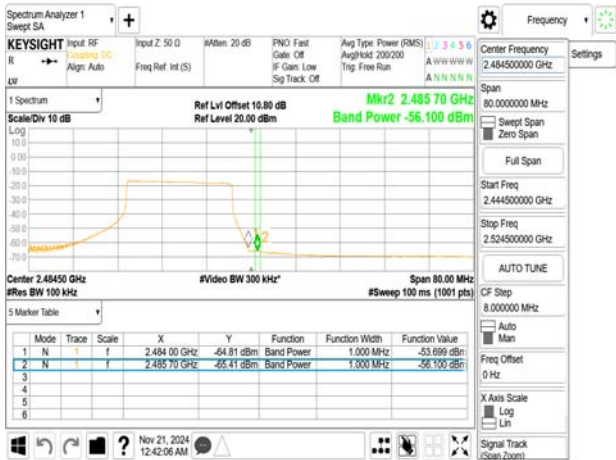 Spectrum Analyzer 1
Swept SA
Frequency
KEYSIGHT
R
Input: RF
Coupling: DC
Align: Auto
Input Z: 50 Ω
Freq Ref: Int (S)
#Atten: 20 dB
PNO: Fast
Gate: Off
IF Gain: Low
Sig Track: Off
Avg Type: Power (RMS)
Avg|Hold: 200/200
Trig: Free Run
1 2 3 4 5 6
A W W W W W
A N N N N N
1 Spectrum
Scale/Div 10 dB
Ref Lvl Offset 10.80 dB
Ref Level 20.00 dBm
Mkr2 2.485 70 GHz
Band Power -56.100 dBm
Log
10.0
0.00
-10.0
-20.0
-30.0
-40.0
-50.0
-60.0
-70.0
2
Center 2.48450 GHz
#Res BW 100 kHz
#Video BW 300 kHz*
Span 80.00 MHz
#Sweep 100 ms (1001 pts)
5 Marker Table
Mode Trace Scale X Y Function Function Width Function Value
1 N 1 f 2.484 00 GHz -64.81 dBm Band Power 1.000 MHz -53.699 dBm
2 N 1 f 2.485 70 GHz -65.41 dBm Band Power 1.000 MHz -56.100 dBm
3
4
5
6
?
Nov 21, 2024
12:42:06 AM
Center Frequency
2.484500000 GHz
Settings
Span
80.0000000 MHz
Swept Span
Zero Span
Full Span
Start Freq
2.444500000 GHz
Stop Freq
2.524500000 GHz
AUTO TUNE
CF Step
8.000000 MHz
Auto
Man
Freq Offset
0 Hz
X Axis Scale
Log
Lin
Signal Track
(Span Zoom)